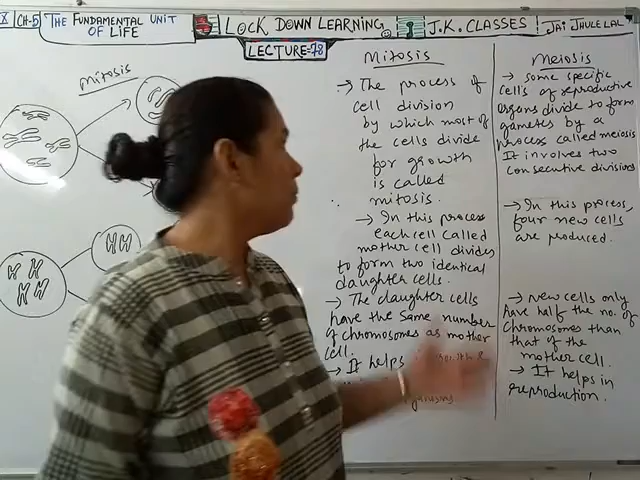 X
CH-5
THE FUNDAMENTAL UNIT
OF LIFE
LOCK DOWN LEARNING
J.K. CLASSES
JAI JHULELAL
LECTURE-78
Mitosis
Mitosis
→ The process of
cell division
by which most of
the cells divide
for growth
is called
mitosis.
→ In this process
each cell called
mother cell divides
to form two identical
daughter cells.
→ The daughter cells
have the same number
of chromosomes as mother
cell.
→ It helps
Meiosis
→ some specific
cells of reproductive
organs divide to form
gametes by a
process called meiosis
It involves two
consecutive divisions
→ In this process,
four new cells
are produced.
→ New cells only
have half the no. of
chromosomes than
that of the
mother cell.
→ It helps in
reproduction.